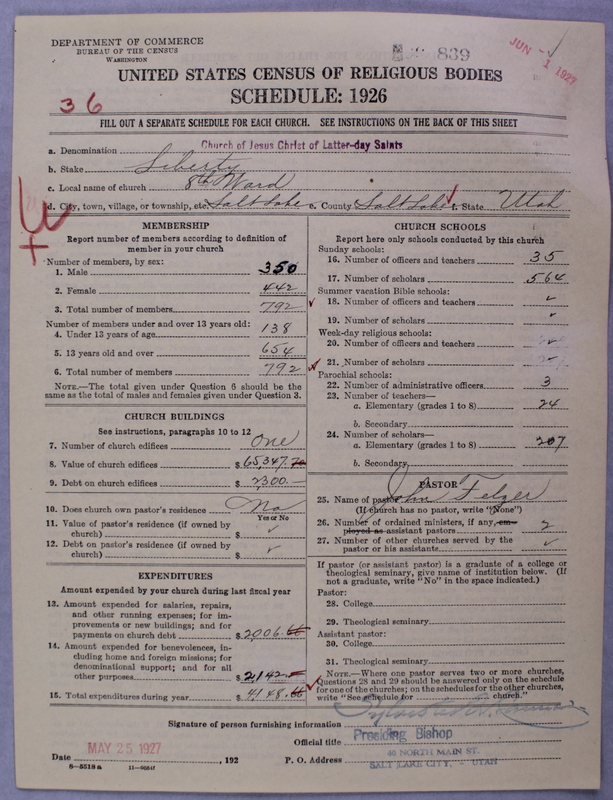 DEPARTMENT OF COMMERCE
BUREAU OF THE CENSUS
WASHINGTON
839
JUN -1 1927
UNITED STATES CENSUS OF RELIGIOUS BODIES
SCHEDULE: 1926
36
FILL OUT A SEPARATE SCHEDULE FOR EACH CHURCH. SEE INSTRUCTIONS ON THE BACK OF THIS SHEET
a. Denomination Church of Jesus Christ of Latter-day Saints
b. Stake Liberty
c. Local name of church 8th Ward
d. City, town, village, or township, etc. Salt Lake e. County Salt Lake f. State Utah
MEMBERSHIP
Report number of members according to definition of
member in your church
Number of members, by sex:
1. Male 350
2. Female 442
3. Total number of members 792
Number of members under and over 13 years old:
4. Under 13 years of age 138
5. 13 years old and over 654
6. Total number of members 792
NOTE.—The total given under Question 6 should be the
same as the total of males and females given under Question 3.
CHURCH BUILDINGS
See instructions, paragraphs 10 to 12
7. Number of church edifices One
8. Value of church edifices $65,347.70
9. Debt on church edifices $2300.—
10. Does church own pastor's residence No
Yes or No
11. Value of pastor's residence (if owned by
church) $ ✓
12. Debt on pastor's residence (if owned by
church) $ ✓
EXPENDITURES
Amount expended by your church during last fiscal year
13. Amount expended for salaries, repairs,
and other running expenses; for im-
provements or new buildings; and for
payments on church debt $2006.66
14. Amount expended for benevolences, in-
cluding home and foreign missions; for
denominational support; and for all
other purposes $2,142.—
15. Total expenditures during year $4148.66
CHURCH SCHOOLS
Report here only schools conducted by this church
Sunday schools:
16. Number of officers and teachers 35
17. Number of scholars 564
Summer vacation Bible schools:
18. Number of officers and teachers ✓
19. Number of scholars ✓
Week-day religious schools:
20. Number of officers and teachers
21. Number of scholars
Parochial schools:
22. Number of administrative officers 3
23. Number of teachers—
a. Elementary (grades 1 to 8) 24
b. Secondary
24. Number of scholars—
a. Elementary (grades 1 to 8) 207
b. Secondary
PASTOR
25. Name of pastor John Fetzer
(If church has no pastor, write "None")
26. Number of ordained ministers, if any, em-
ployed as assistant pastors 2
27. Number of other churches served by the
pastor or his assistants ✓
If pastor (or assistant pastor) is a graduate of a college or
theological seminary, give name of institution below. (If
not a graduate, write "No" in the space indicated.)
Pastor:
28. College
29. Theological seminary
Assistant pastor:
30. College
31. Theological seminary
NOTE.—Where one pastor serves two or more churches,
Questions 28 and 29 should be answered only on the schedule
for one of the churches; on the schedules for the other churches,
write "See schedule for church."
Signature of person furnishing information
Official title Presiding Bishop
Date MAY 25 1927, 192 P. O. Address 40 NORTH MAIN ST.
SALT LAKE CITY, - UTAH